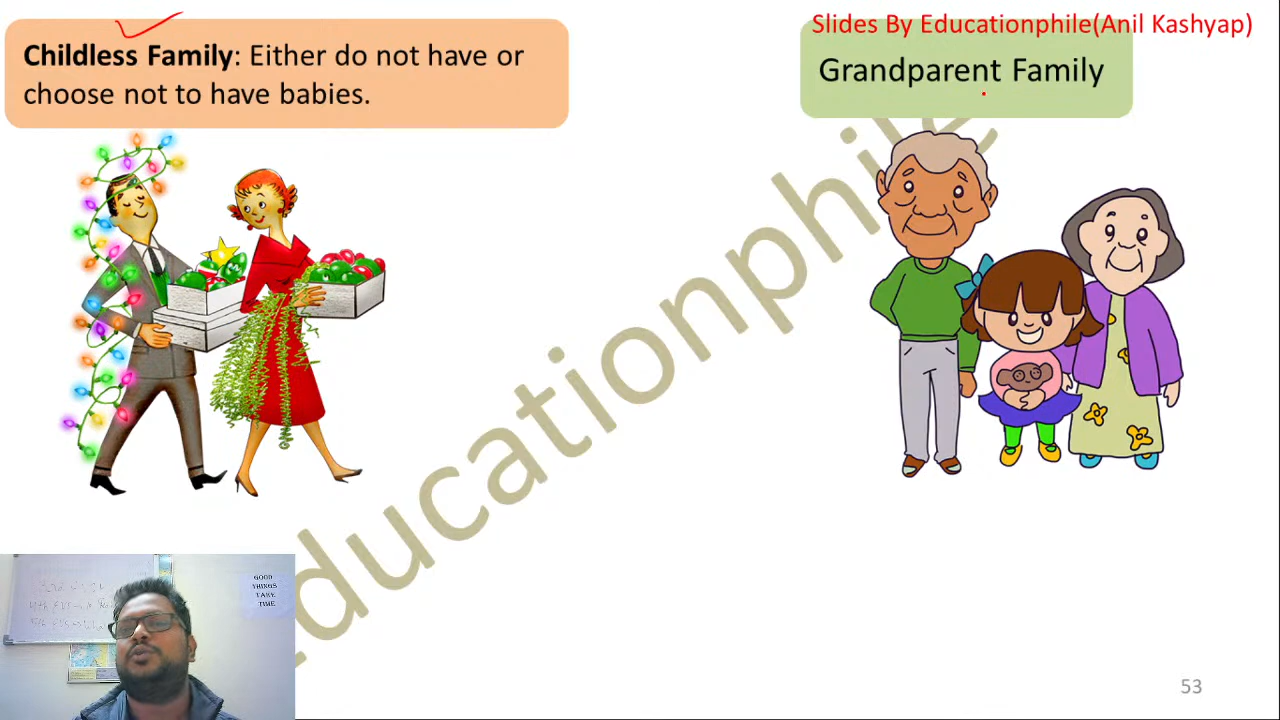 Slides By Educationphile(Anil Kashyap)
Childless Family: Either do not have or
choose not to have babies.
Grandparent Family
Educationphile
GOOD
THINGS
TAKE
TIME
53